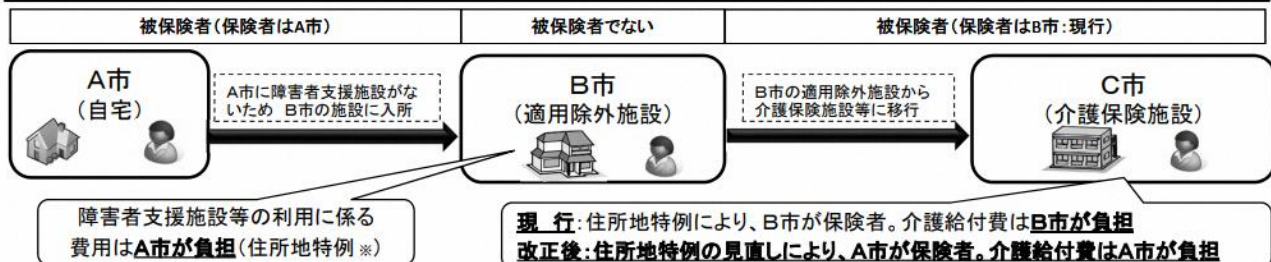 被保険者(保険者はA市)
被保険者でない
被保険者(保険者はB市:現行)
A市
(自宅)
A市に障害者支援施設がな
いため B市の施設に入所
B市
(適用除外施設)
B市の適用除外施設から
介護保険施設等に移行
C市
(介護保険施設)
障害者支援施設等の利用に係る
費用はA市が負担(住所地特例※)
現 行:住所地特例により、B市が保険者。介護給付費はB市が負担
改正後:住所地特例の見直しにより、A市が保険者。介護給付費はA市が負担